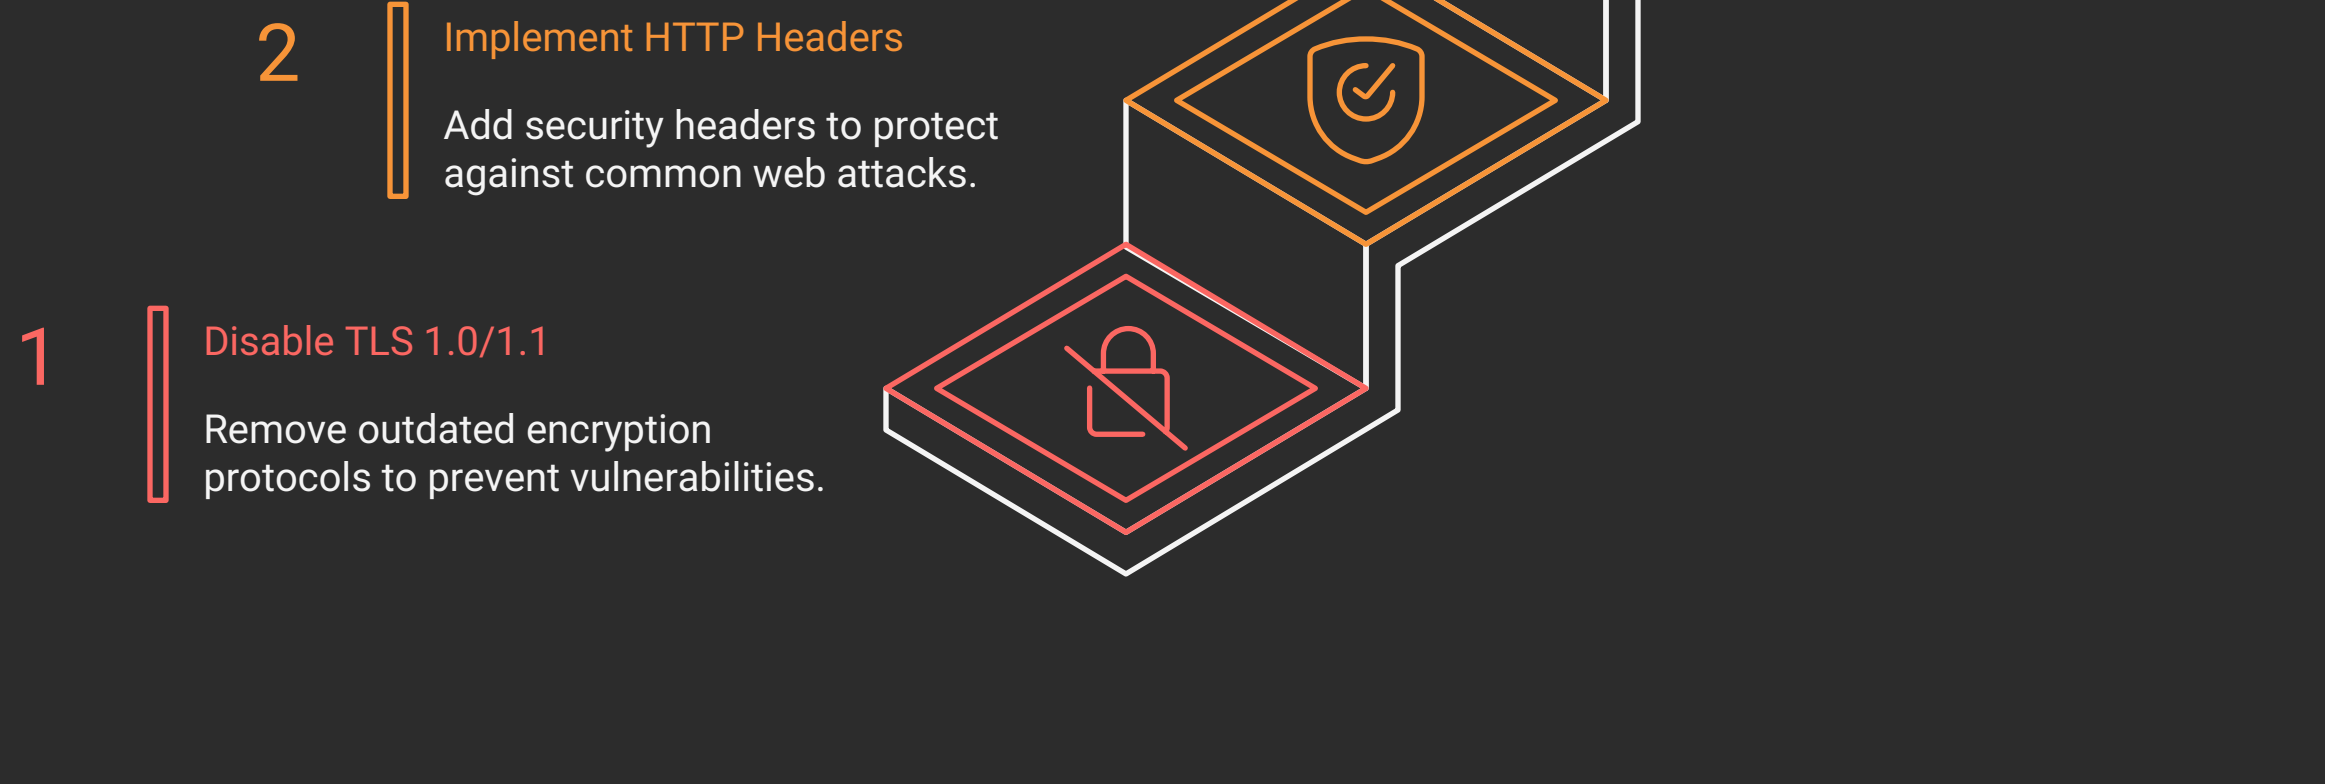 2
Implement HTTP Headers
Add security headers to protect
against common web attacks.
1
Disable TLS 1.0/1.1
Remove outdated encryption
protocols to prevent vulnerabilities.